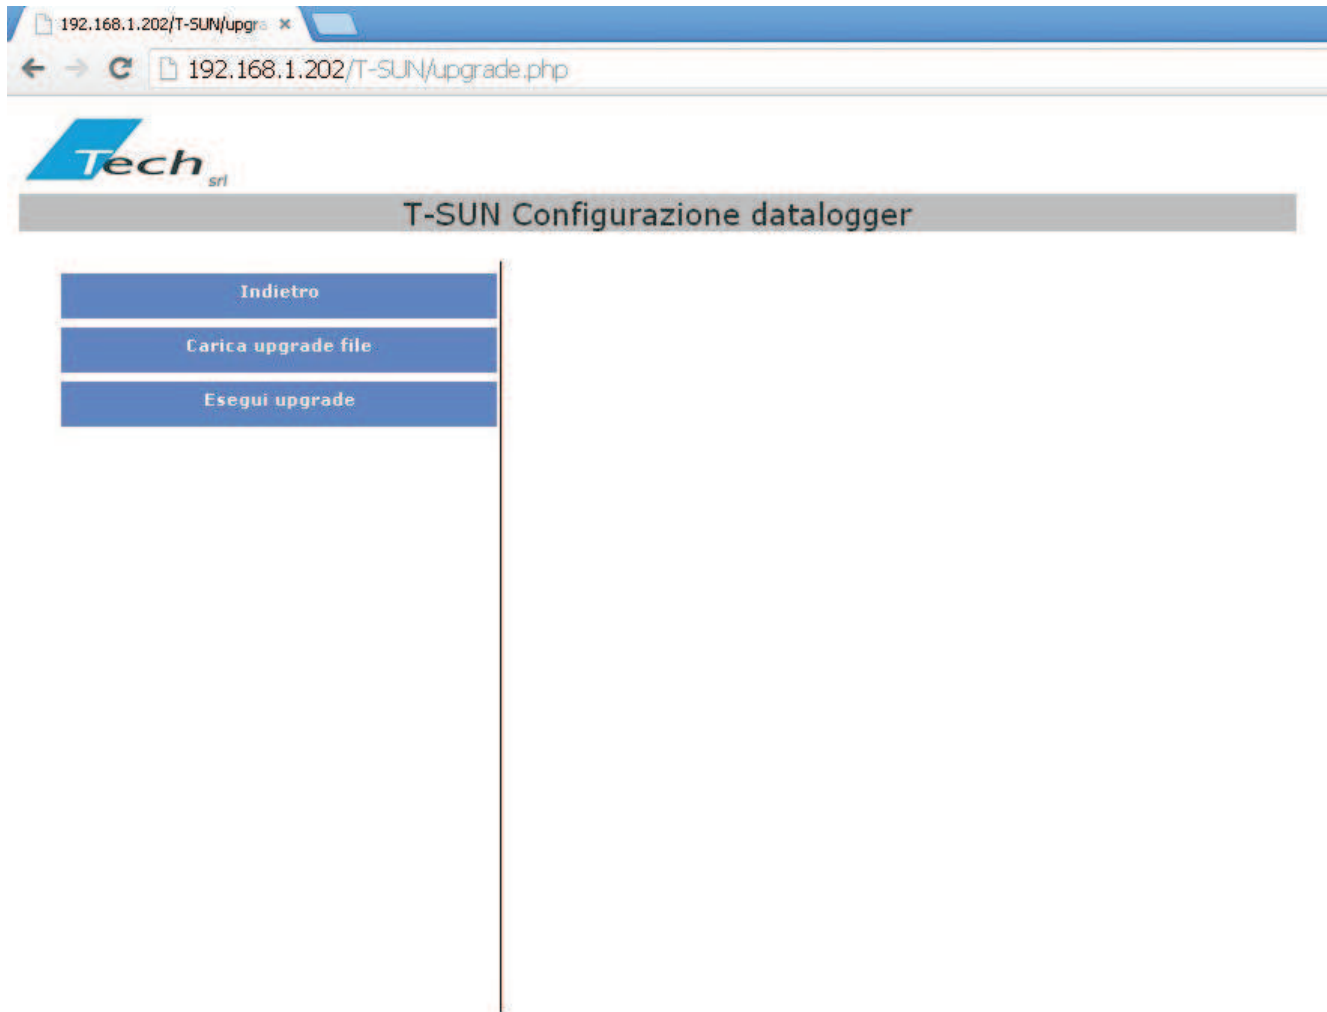 192.168.1.202/T-SUN/upgra
192.168.1.202/T-SUN/upgrade.php
Tech
srl
T-SUN Configurazione datalogger
Indietro
Carica upgrade file
Esegui upgrade